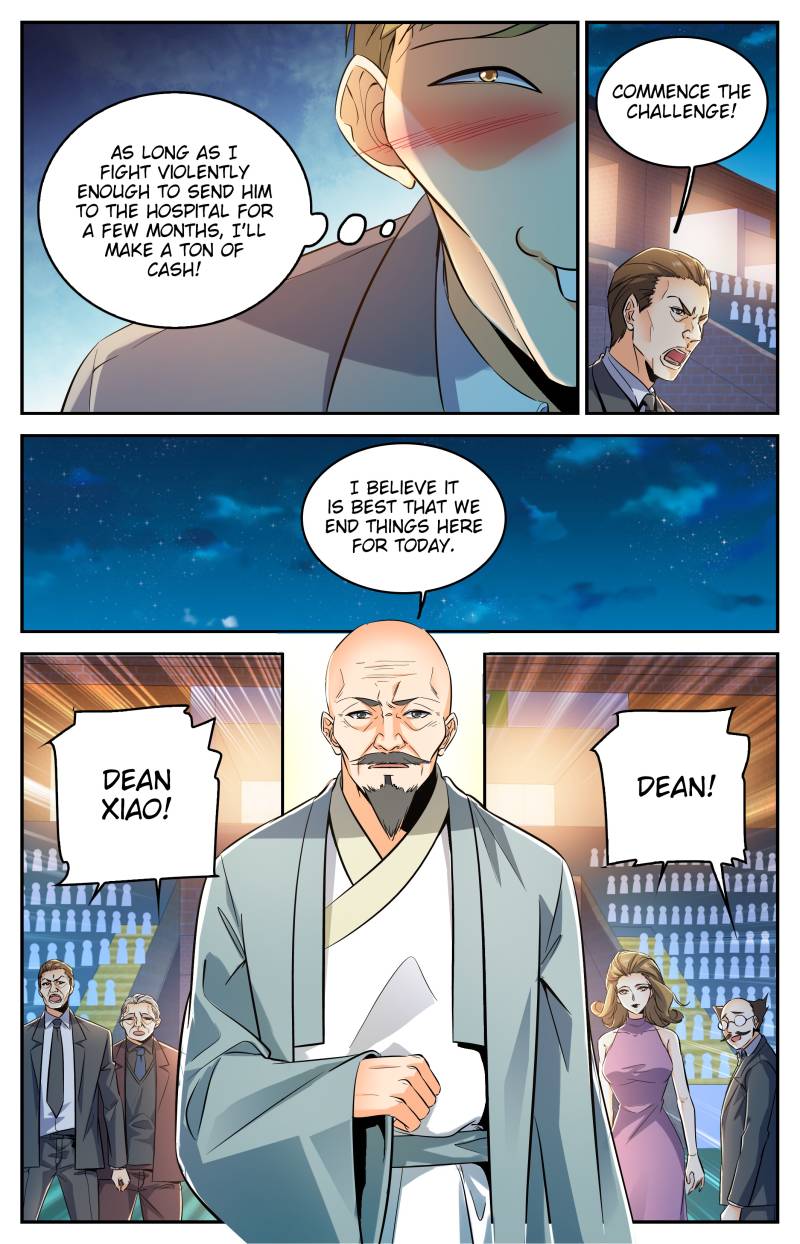 AS LONG AS I
FIGHT VIOLENTLY
ENOUGH TO SEND HIM
TO THE HOSPITAL FOR
A FEW MONTHS, I'LL
MAKE A TON OF
CASH!
COMMENCE THE
CHALLENGE!
I BELIEVE IT
IS BEST THAT WE
END THINGS HERE
FOR TODAY.
DEAN
XIAO!
DEAN!